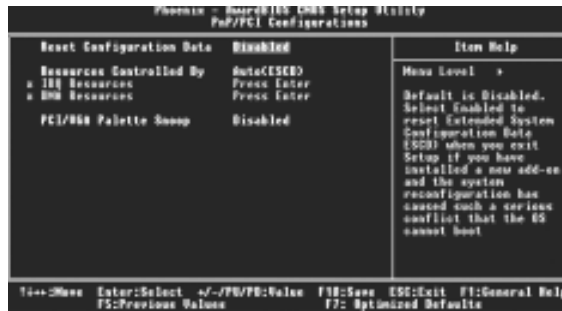 Phoenix - AwardBIOS CMOS Setup Utility
PnP/PCI Configurations
Reset Configuration Data Disabled
Resources Controlled By Auto(ESCD)
x IRQ Resources Press Enter
x DMA Resources Press Enter
PCI/VGA Palette Snoop Disabled
Item Help
Menu Level ▸
Default is Disabled.
Select Enabled to
reset Extended System
Configuration Data
ESCD) when you exit
Setup if you have
installed a new add-on
and the system
reconfiguration has
caused such a serious
conflict that the OS
cannot boot
↑↓→←:Move Enter:Select +/-/PU/PD:Value F10:Save ESC:Exit F1:General Help
F5:Previous Values F7: Optimized Defaults